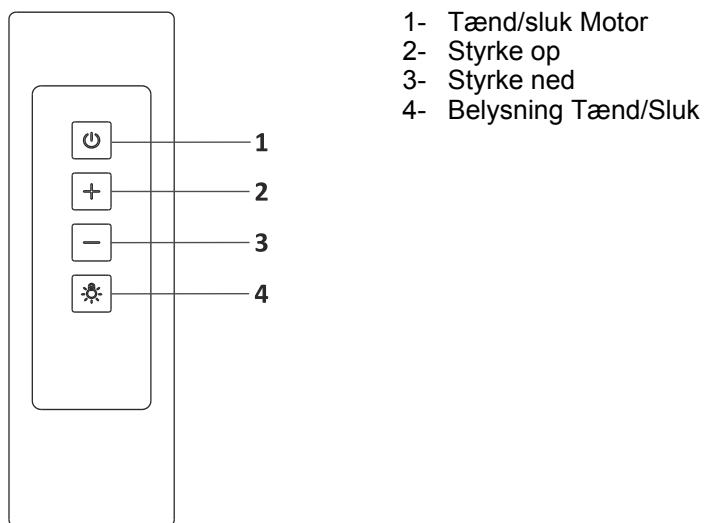 1- Tænd/sluk Motor
2- Styrke op
3- Styrke ned
4- Belysning Tænd/Sluk
1
2
3
4